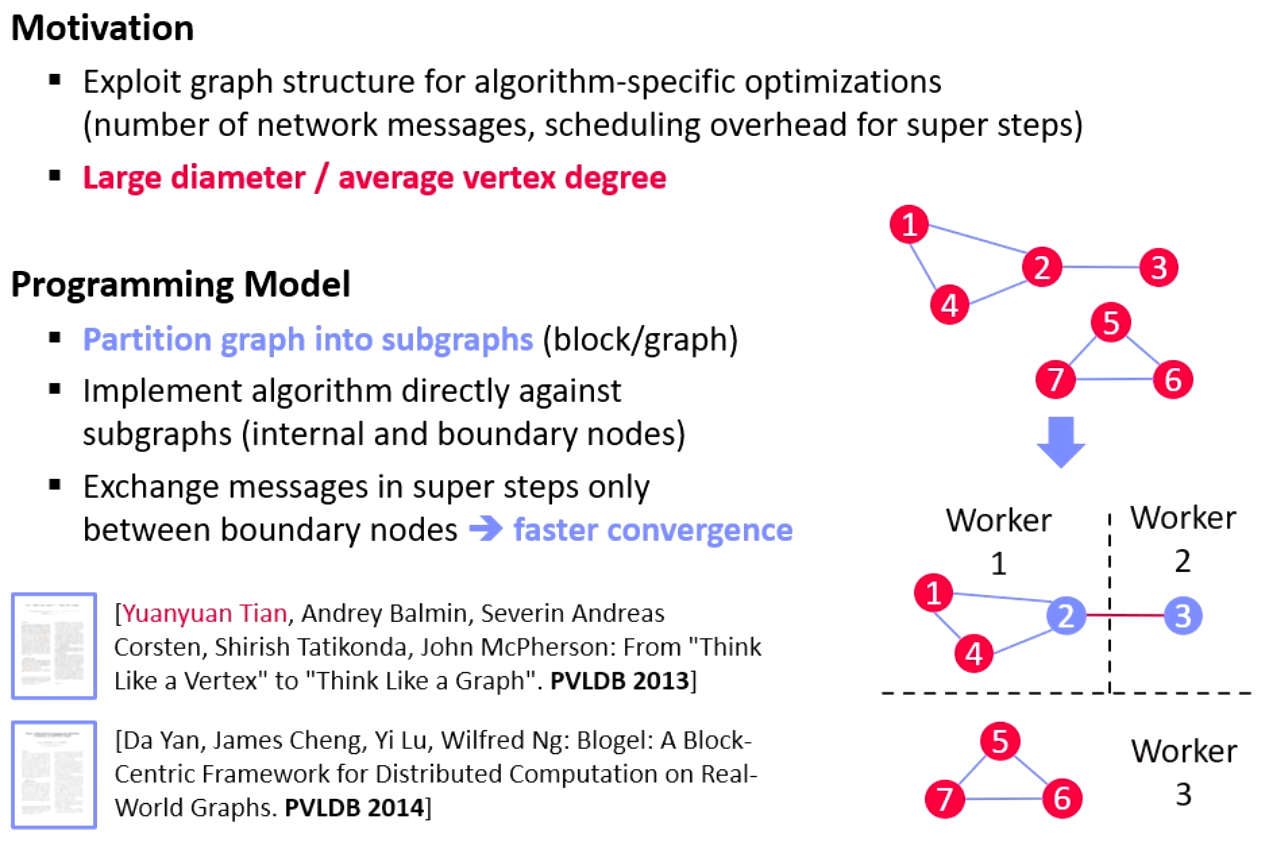 Motivation
▪ Exploit graph structure for algorithm-specific optimizations
(number of network messages, scheduling overhead for super steps)
▪ Large diameter / average vertex degree
Programming Model
▪ Partition graph into subgraphs (block/graph)
▪ Implement algorithm directly against
subgraphs (internal and boundary nodes)
▪ Exchange messages in super steps only
between boundary nodes ➔ faster convergence
[Yuanyuan Tian, Andrey Balmin, Severin Andreas
Corsten, Shirish Tatikonda, John McPherson: From "Think
Like a Vertex" to "Think Like a Graph". PVLDB 2013]
[Da Yan, James Cheng, Yi Lu, Wilfred Ng: Blogel: A Block-
Centric Framework for Distributed Computation on Real-
World Graphs. PVLDB 2014]
1
2
3
4
5
7
6
Worker
1
Worker
2
1
2
3
4
5
7
6
Worker
3